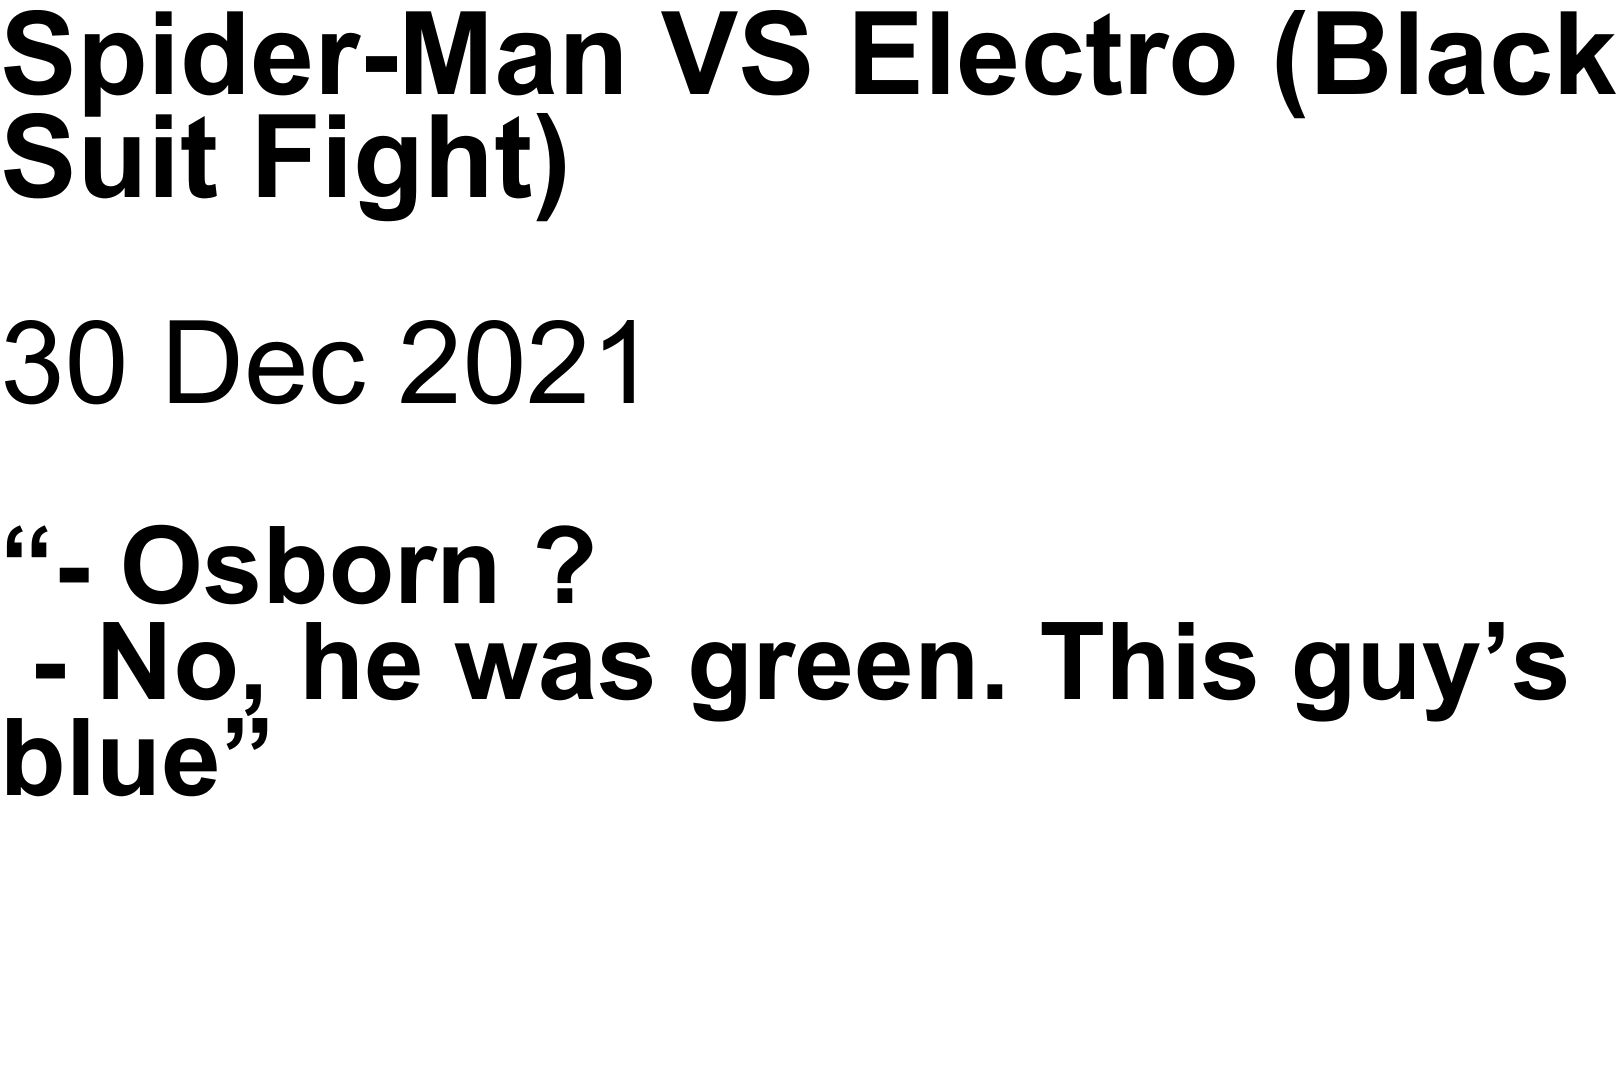 Spider-Man VS Electro (Black
Suit Fight)
30 Dec 2021
“- Osborn ?
- No, he was green. This guy’s
blue”